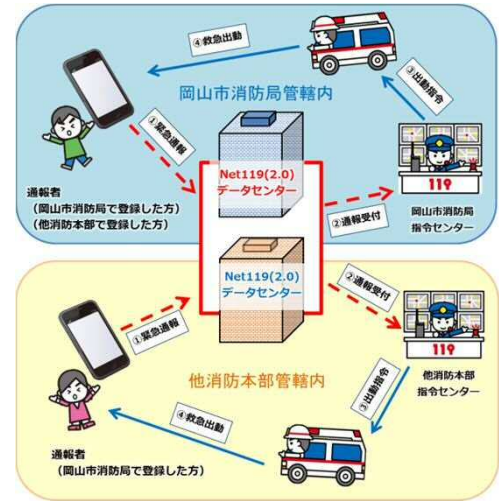 ④救急出動
岡山市消防局管轄内
③出動指令
①緊急通報
Net119(2.0)
データセンター
②通報受付
119
通報者
(岡山市消防局で登録した方)
(他消防本部で登録した方)
岡山市消防局
指令センター
Net119(2.0)
データセンター
②通報受付
①緊急通報
119
他消防本部管轄内
他消防本部
指令センター
③出動指令
④救急出動
通報者
(岡山市消防局で登録した方)